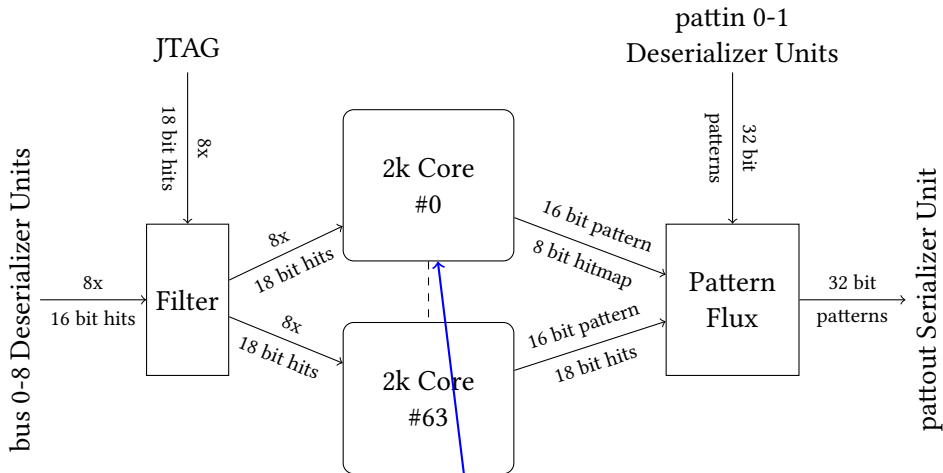 pattin 0-1
Deserializer Units
JTAG
8x
18 bit hits
32 bit
patterns
bus 0-8 Deserializer Units
8x
16 bit hits
Filter
8x
18 bit hits
8x
18 bit hits
2k Core
#0
2k Core
#63
16 bit pattern
8 bit hitmap
16 bit pattern
18 bit hits
Pattern
Flux
32 bit
patterns
pattout Serializer Unit